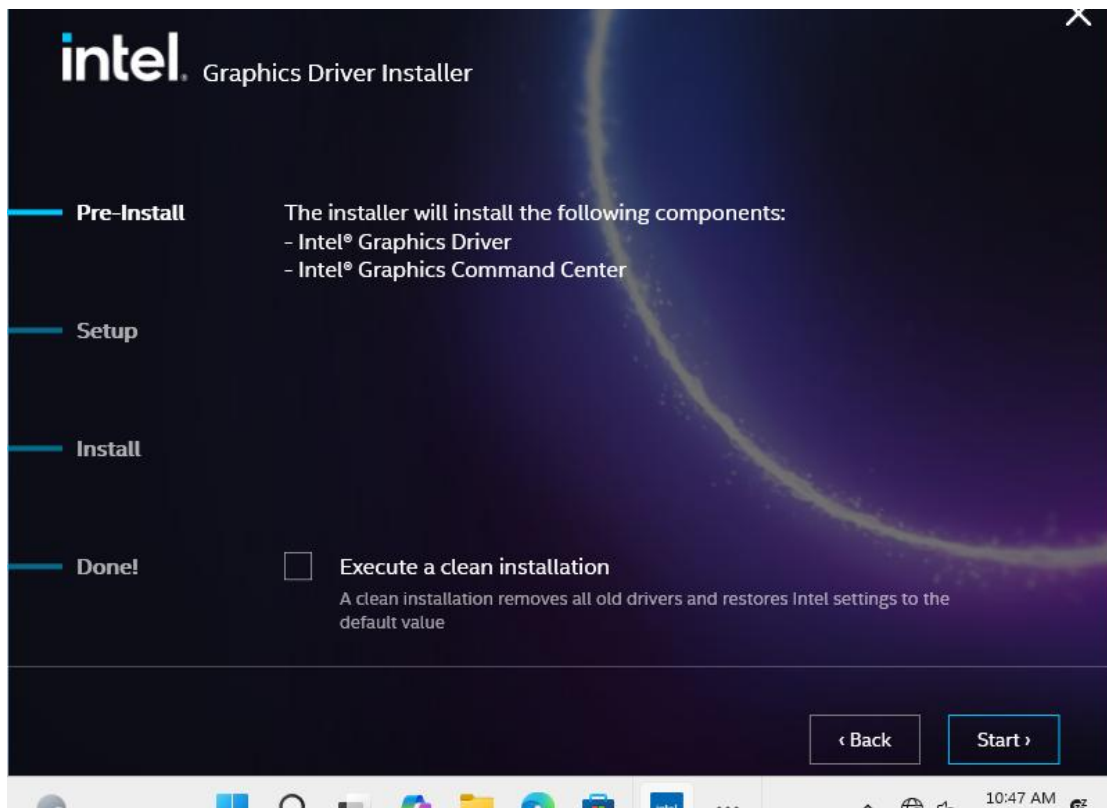 intel. Graphics Driver Installer
Pre-Install
The installer will install the following components:
- Intel® Graphics Driver
- Intel® Graphics Command Center
Setup
Install
Done!
Execute a clean installation
A clean installation removes all old drivers and restores Intel settings to the
default value
‹ Back
Start ›
intel
10:47 AM